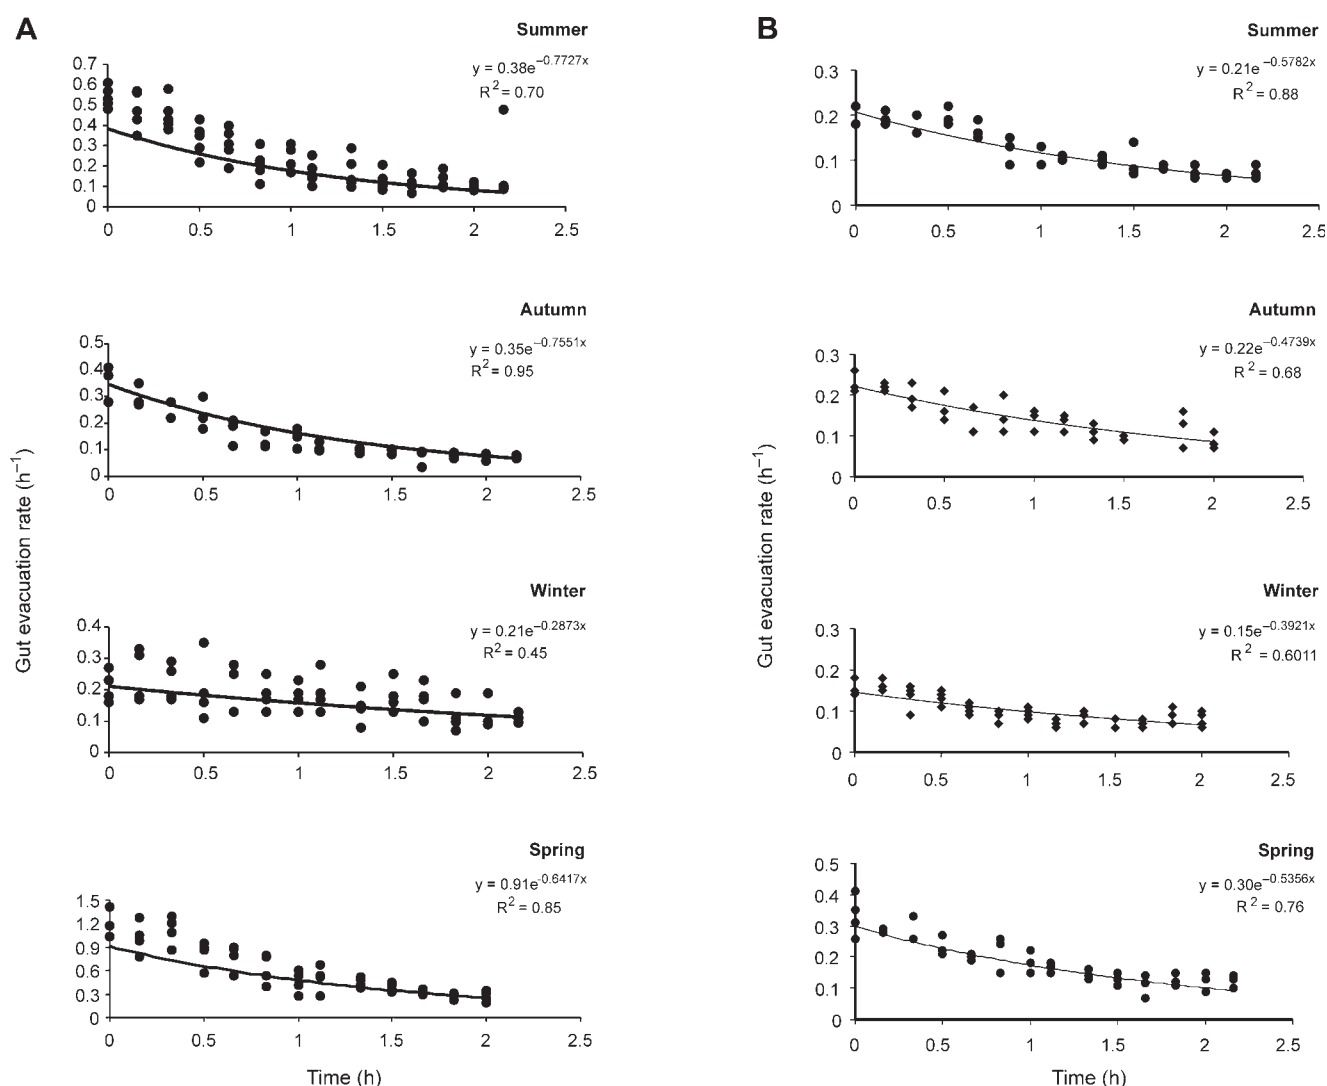 A
Summer
y = 0.38e–0.7727x
R2 = 0.70
0.7
0.6
0.5
0.4
0.3
0.2
0.1
0
0 0.5 1 1.5 2 2.5
Autumn
y = 0.35e–0.7551x
R2 = 0.95
0.5
0.4
0.3
0.2
0.1
0
0 0.5 1 1.5 2 2.5
Winter
y = 0.21e–0.2873x
R2 = 0.45
0.4
0.3
0.2
0.1
0
0 0.5 1 1.5 2 2.5
Spring
y = 0.91e–0.6417x
R2 = 0.85
1.5
1.2
0.9
0.6
0.3
0
0 0.5 1 1.5 2 2.5
Gut evacuation rate (h–1)
Time (h)
B
Summer
y = 0.21e–0.5782x
R2 = 0.88
0.3
0.2
0.1
0
0 0.5 1 1.5 2 2.5
Autumn
y = 0.22e–0.4739x
R2 = 0.68
0.3
0.2
0.1
0
0 0.5 1 1.5 2 2.5
Winter
y = 0.15e–0.3921x
R2 = 0.6011
0.3
0.2
0.1
0
0 0.5 1 1.5 2 2.5
Spring
y = 0.30e–0.5356x
R2 = 0.76
0.5
0.4
0.3
0.2
0.1
0
0 0.5 1 1.5 2 2.5
Gut evacuation rate (h–1)
Time (h)